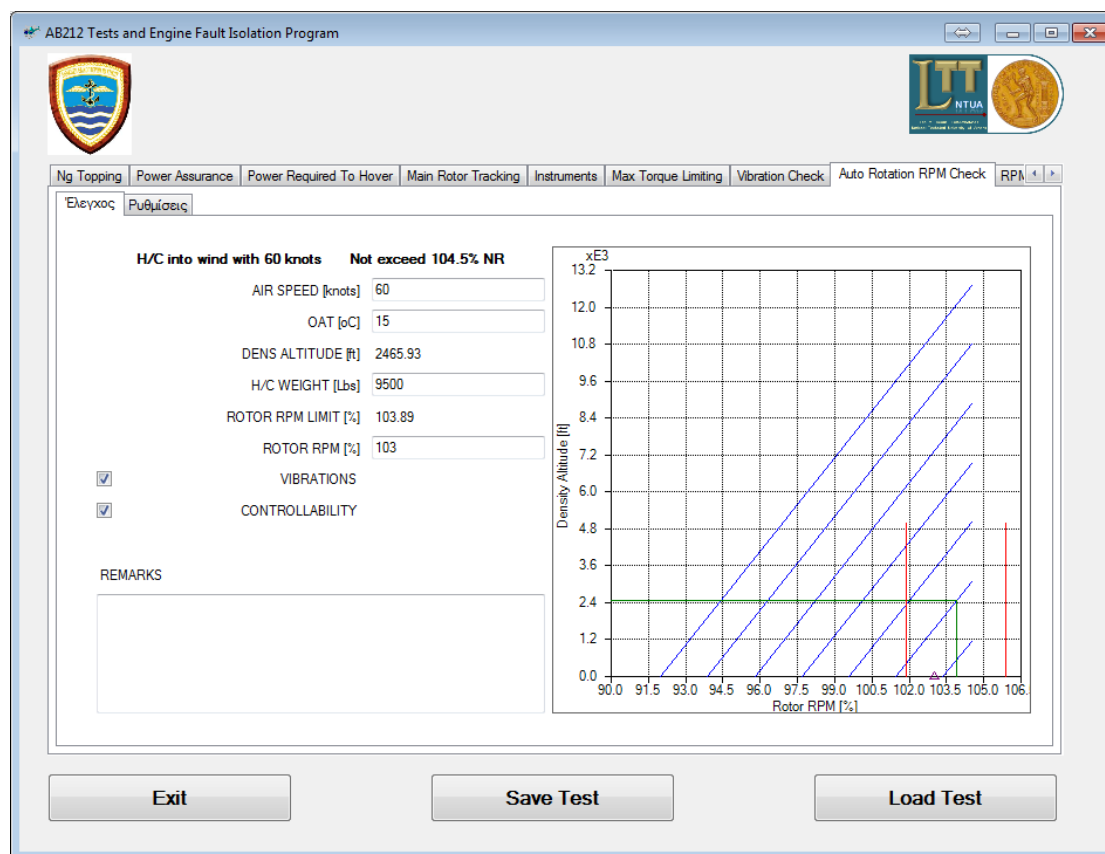 AB212 Tests and Engine Fault Isolation Program
LTT
NTUA
Ng Topping Power Assurance Power Required To Hover Main Rotor Tracking Instruments Max Torque Limiting Vibration Check Auto Rotation RPM Check RPM
Έλεγχος Ρυθμίσεις
H/C into wind with 60 knots Not exceed 104.5% NR
AIR SPEED [knots] 60
OAT [oC] 15
DENS ALTITUDE [ft] 2465.93
H/C WEIGHT [Lbs] 9500
ROTOR RPM LIMIT [%] 103.89
ROTOR RPM [%] 103
VIBRATIONS
CONTROLLABILITY
REMARKS
xE3
13.2
12.0
10.8
9.6
8.4
7.2
6.0
4.8
3.6
2.4
1.2
0.0
Density Altitude [ft]
90.0 91.5 93.0 94.5 96.0 97.5 99.0 100.5 102.0 103.5 105.0 106.
Rotor RPM [%]
Exit Save Test Load Test